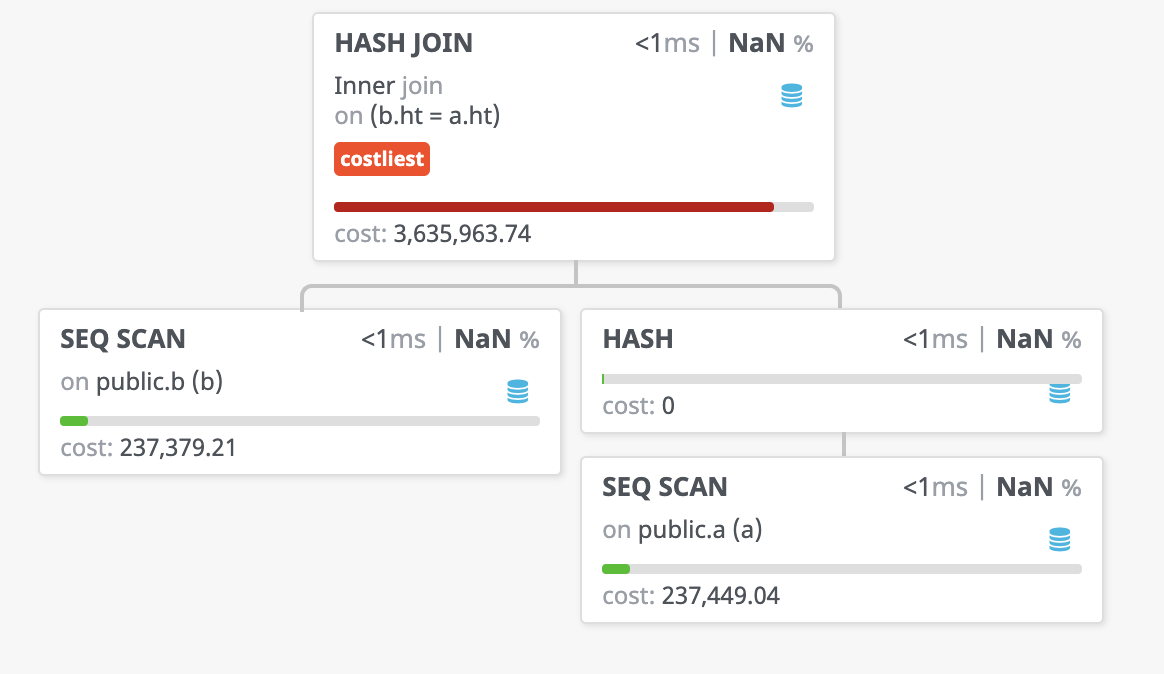 HASH JOIN <1ms | NaN %
Inner join
on (b.ht = a.ht)
costliest
cost: 3,635,963.74
SEQ SCAN <1ms | NaN %
on public.b (b)
cost: 237,379.21
HASH <1ms | NaN %
cost: 0
SEQ SCAN <1ms | NaN %
on public.a (a)
cost: 237,449.04